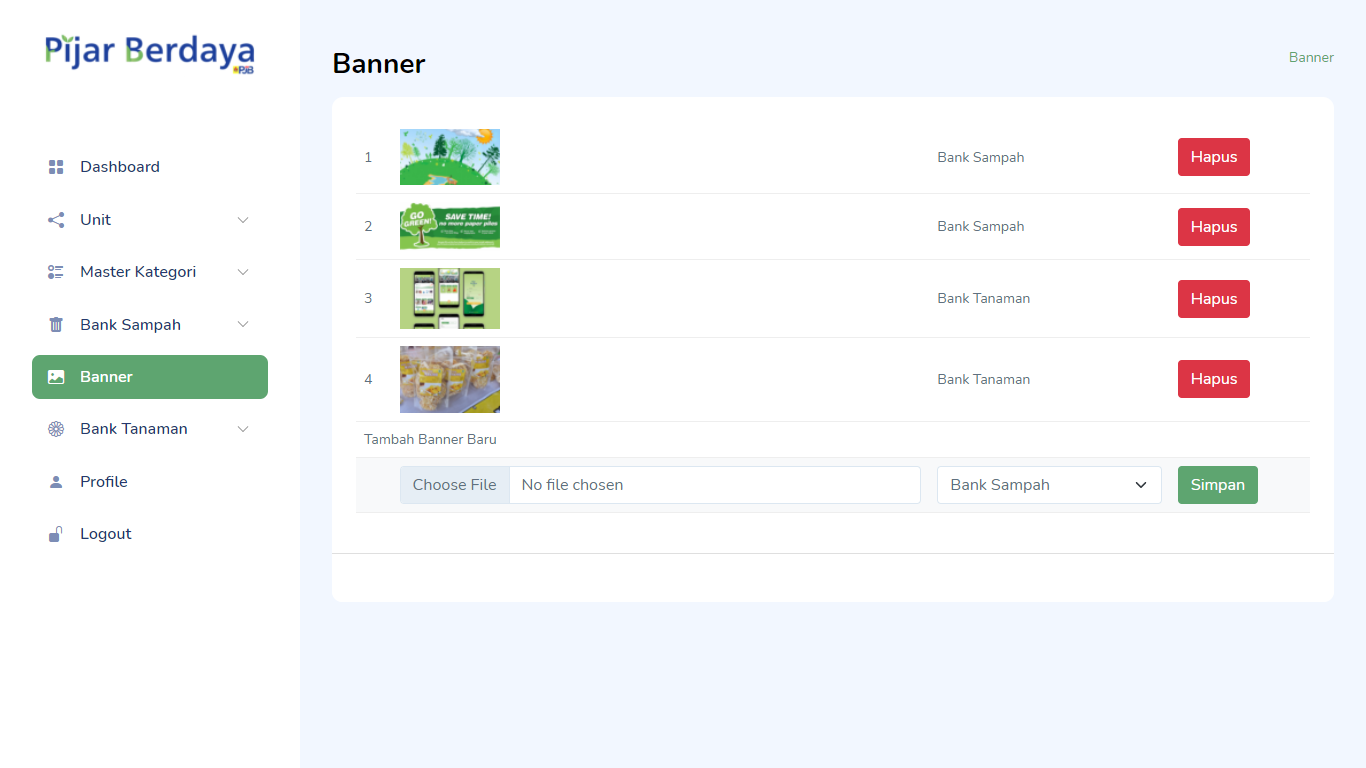 Pijar Berdaya
PJB
Dashboard
Unit
Master Kategori
Bank Sampah
Banner
Bank Tanaman
Profile
Logout
Banner
Banner
1 Bank Sampah Hapus
GO GREEN!
SAVE TIME!
no more paper piles
2 Bank Sampah Hapus
3 Bank Tanaman Hapus
4 Bank Tanaman Hapus
Tambah Banner Baru
Choose File No file chosen Bank Sampah Simpan